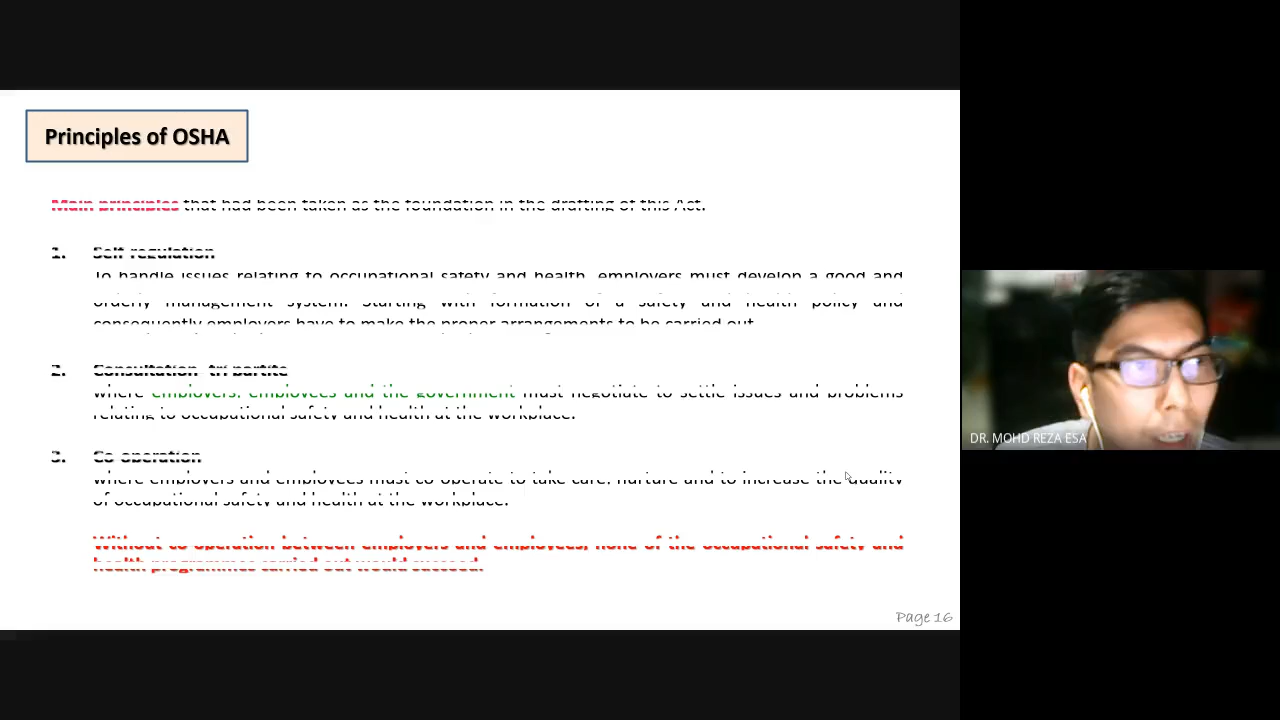 Principles of OSHA
Main principles that had been taken as the foundation in the drafting of this Act.
1. Self regulation
To handle issues relating to occupational safety and health, employers must develop a good and
orderly management system. Starting with formation of a safety and health policy and
consequently employers have to make the proper arrangements to be carried out.
2. Consultation tri partite
where employers, employees and the government must negotiate to settle issues and problems
relating to occupational safety and health at the workplace.
3. Co operation
where employers and employees must co operate to take care, nurture and to increase the quality
of occupational safety and health at the workplace.
Without co operation between employers and employees, none of the occupational safety and
health programmes carried out would succeed.
Page 16
DR. MOHD REZA ESA